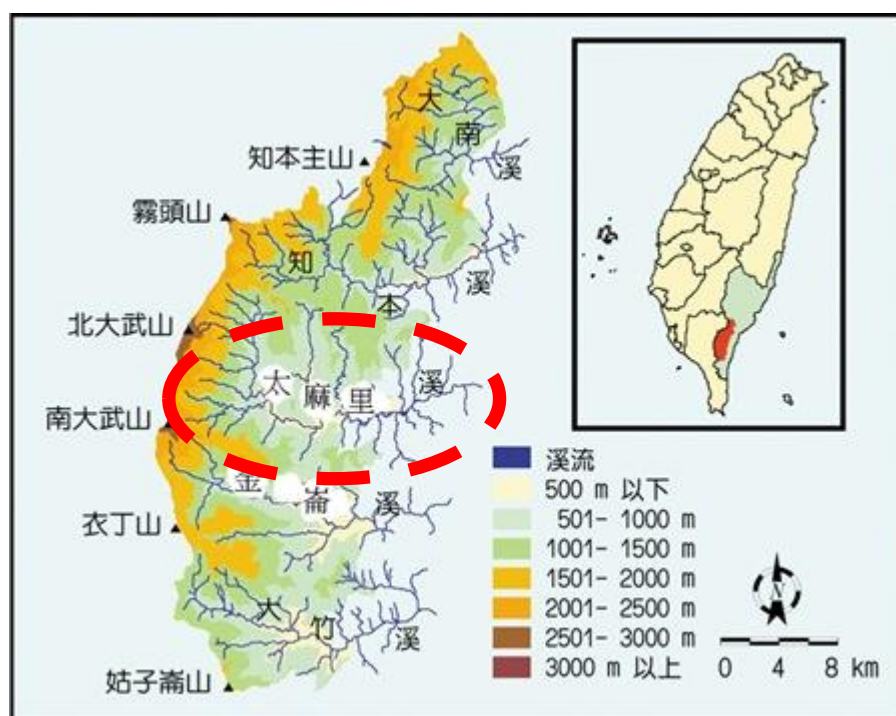 大南溪
知本主山
霧頭山
知本溪
北大武山
太麻里溪
南大武山
金崙溪
衣丁山
大竹溪
姑子崙山
溪流
500 m 以下
501- 1000 m
1001- 1500 m
1501- 2000 m
2001- 2500 m
2501- 3000 m
3000 m 以上
N
0 4 8 km